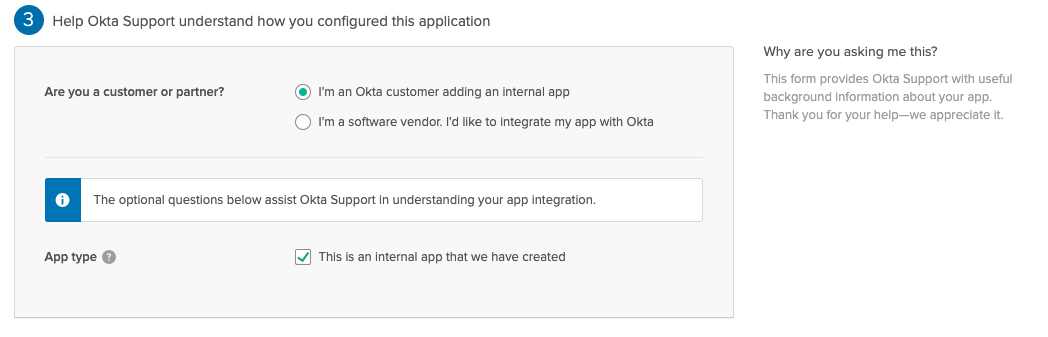 3 Help Okta Support understand how you configured this application
Are you a customer or partner?
I'm an Okta customer adding an internal app
I'm a software vendor. I'd like to integrate my app with Okta
The optional questions below assist Okta Support in understanding your app integration.
App type ?
This is an internal app that we have created
Why are you asking me this?
This form provides Okta Support with useful
background information about your app.
Thank you for your help—we appreciate it.